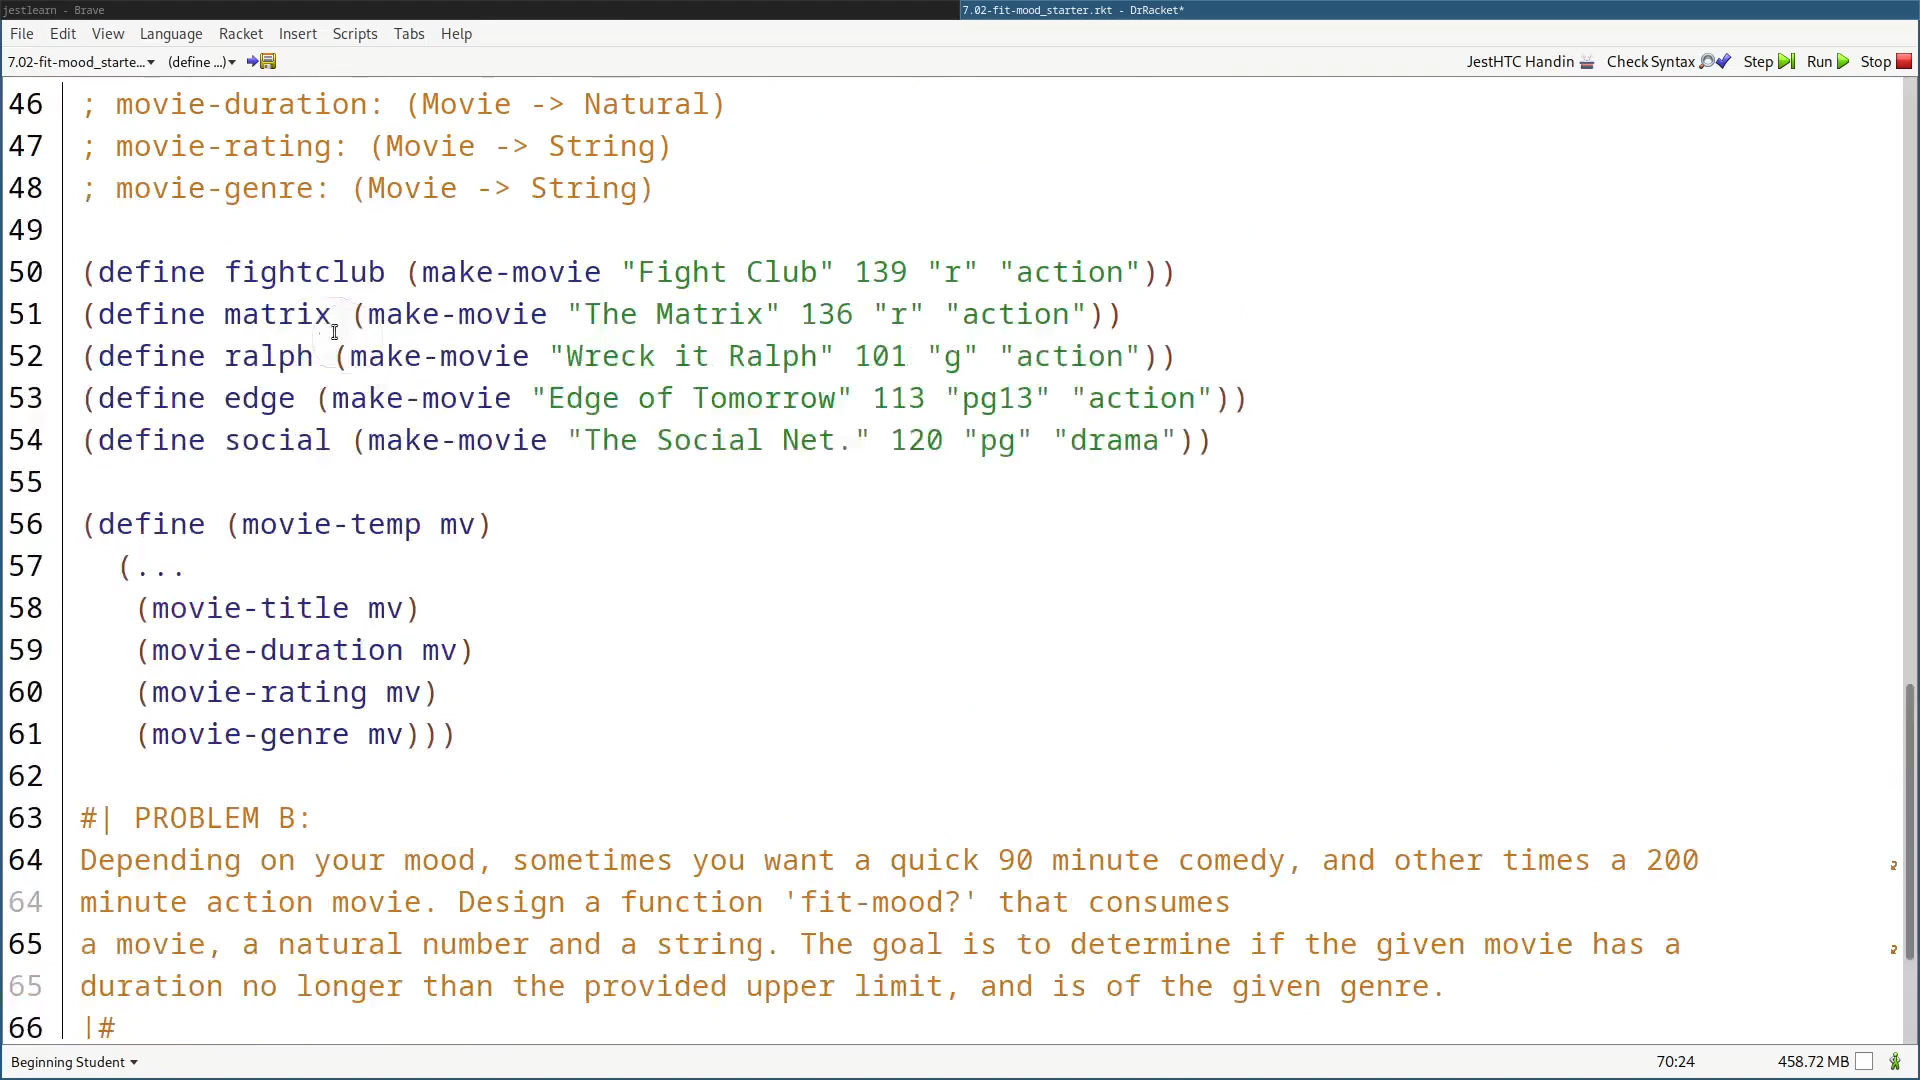 jestlearn - Brave
7.02-fit-mood_starter.rkt - DrRacket*
File Edit View Language Racket Insert Scripts Tabs Help
7.02-fit-mood_starte...▾ (define ...)▾ JestHTC Handin Check Syntax Step Run Stop
46 ; movie-duration: (Movie -> Natural)
47 ; movie-rating: (Movie -> String)
48 ; movie-genre: (Movie -> String)
49
50 (define fightclub (make-movie "Fight Club" 139 "r" "action"))
51 (define matrix (make-movie "The Matrix" 136 "r" "action"))
52 (define ralph (make-movie "Wreck it Ralph" 101 "g" "action"))
53 (define edge (make-movie "Edge of Tomorrow" 113 "pg13" "action"))
54 (define social (make-movie "The Social Net." 120 "pg" "drama"))
55
56 (define (movie-temp mv)
57 (...
58 (movie-title mv)
59 (movie-duration mv)
60 (movie-rating mv)
61 (movie-genre mv)))
62
63 #| PROBLEM B:
64 Depending on your mood, sometimes you want a quick 90 minute comedy, and other times a 200
64 minute action movie. Design a function 'fit-mood?' that consumes
65 a movie, a natural number and a string. The goal is to determine if the given movie has a
65 duration no longer than the provided upper limit, and is of the given genre.
66 |#
Beginning Student ▾ 70:24 458.72 MB